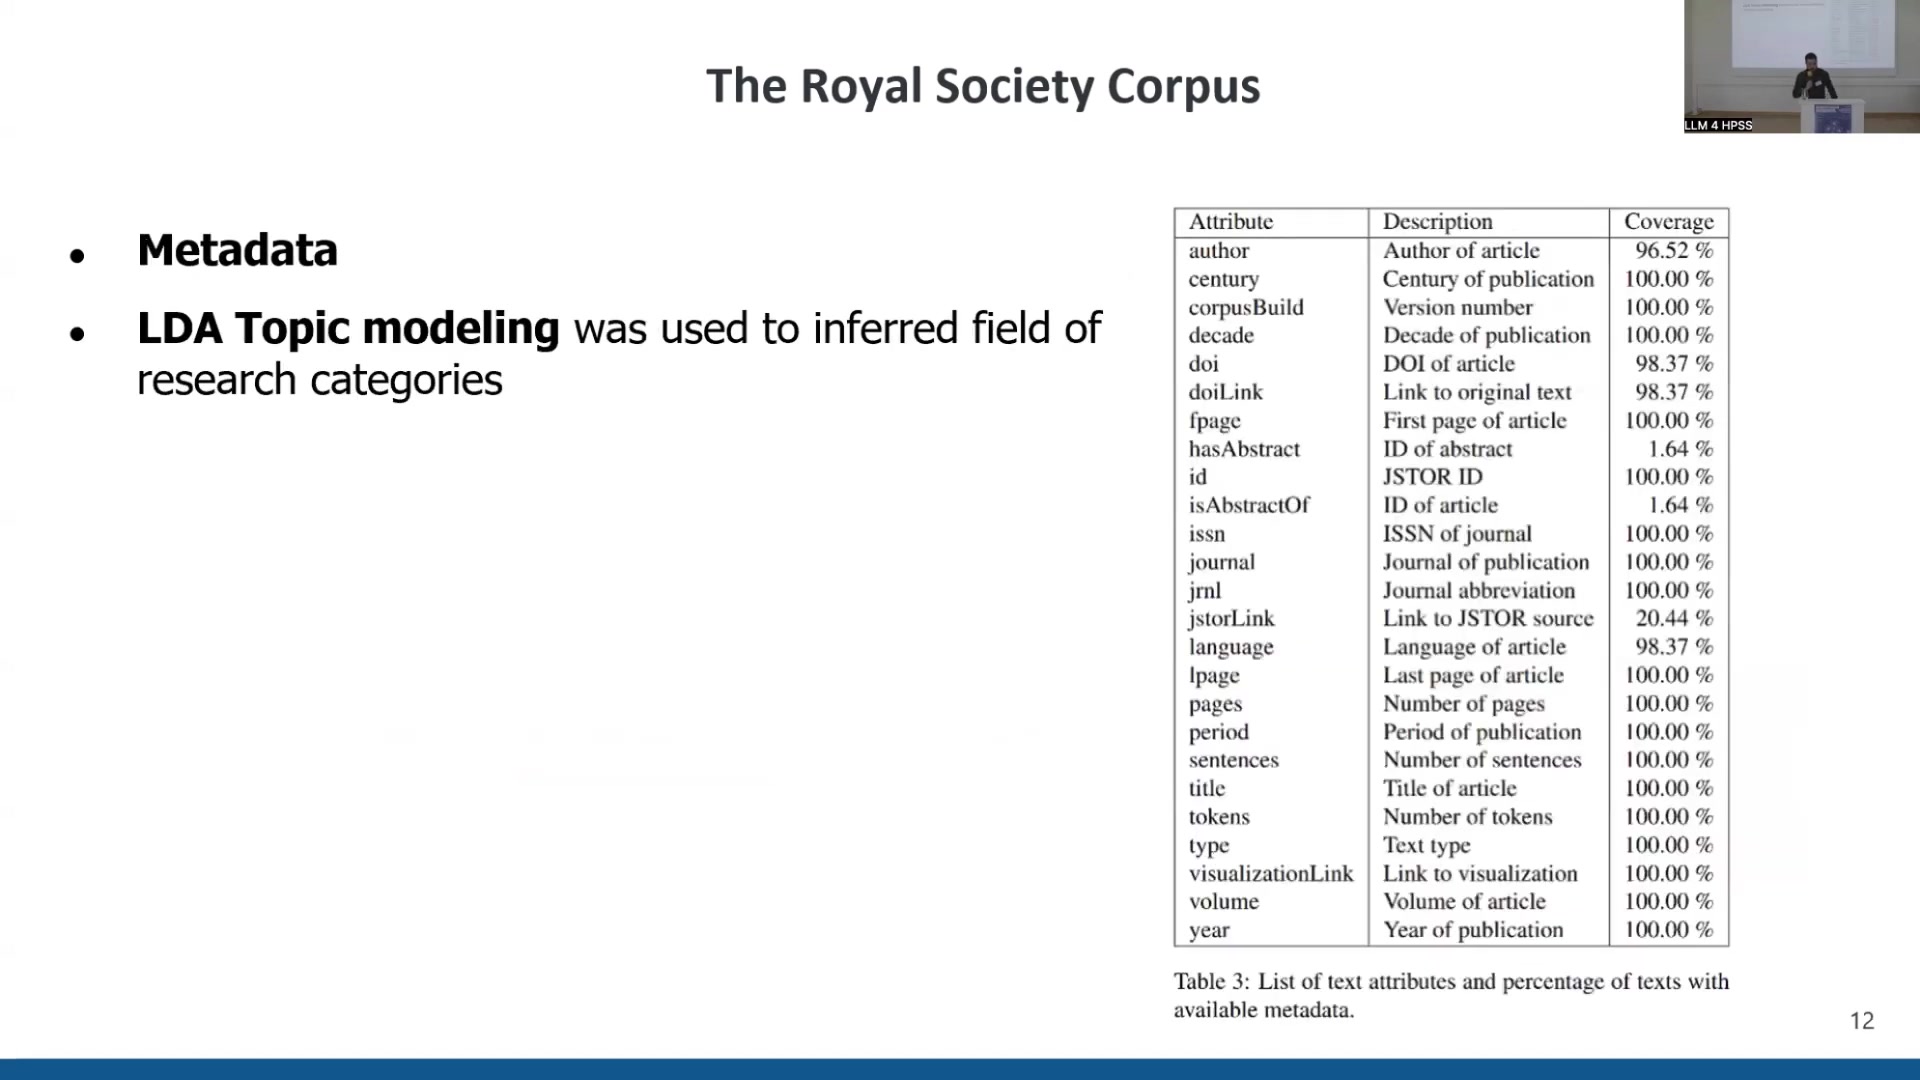 The Royal Society Corpus
LLM 4 HPSS
● Metadata
● LDA Topic modeling was used to inferred field of
research categories
Attribute Description Coverage
author Author of article 96.52 %
century Century of publication 100.00 %
corpusBuild Version number 100.00 %
decade Decade of publication 100.00 %
doi DOI of article 98.37 %
doiLink Link to original text 98.37 %
fpage First page of article 100.00 %
hasAbstract ID of abstract 1.64 %
id JSTOR ID 100.00 %
isAbstractOf ID of article 1.64 %
issn ISSN of journal 100.00 %
journal Journal of publication 100.00 %
jrnl Journal abbreviation 100.00 %
jstorLink Link to JSTOR source 20.44 %
language Language of article 98.37 %
lpage Last page of article 100.00 %
pages Number of pages 100.00 %
period Period of publication 100.00 %
sentences Number of sentences 100.00 %
title Title of article 100.00 %
tokens Number of tokens 100.00 %
type Text type 100.00 %
visualizationLink Link to visualization 100.00 %
volume Volume of article 100.00 %
year Year of publication 100.00 %
Table 3: List of text attributes and percentage of texts with
available metadata.
12